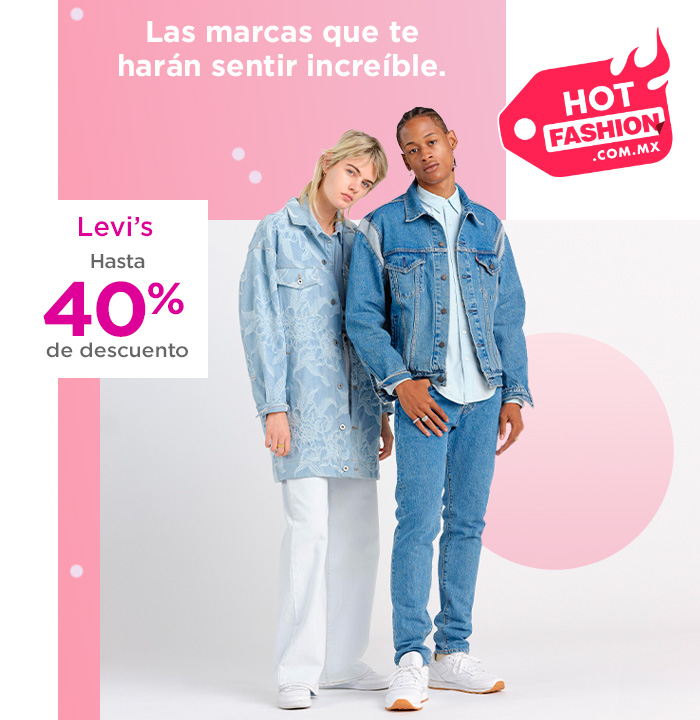 Las marcas que te
harán sentir increíble.
HOT
FASHION
.COM.MX
Levi's
Hasta
40%
de descuento